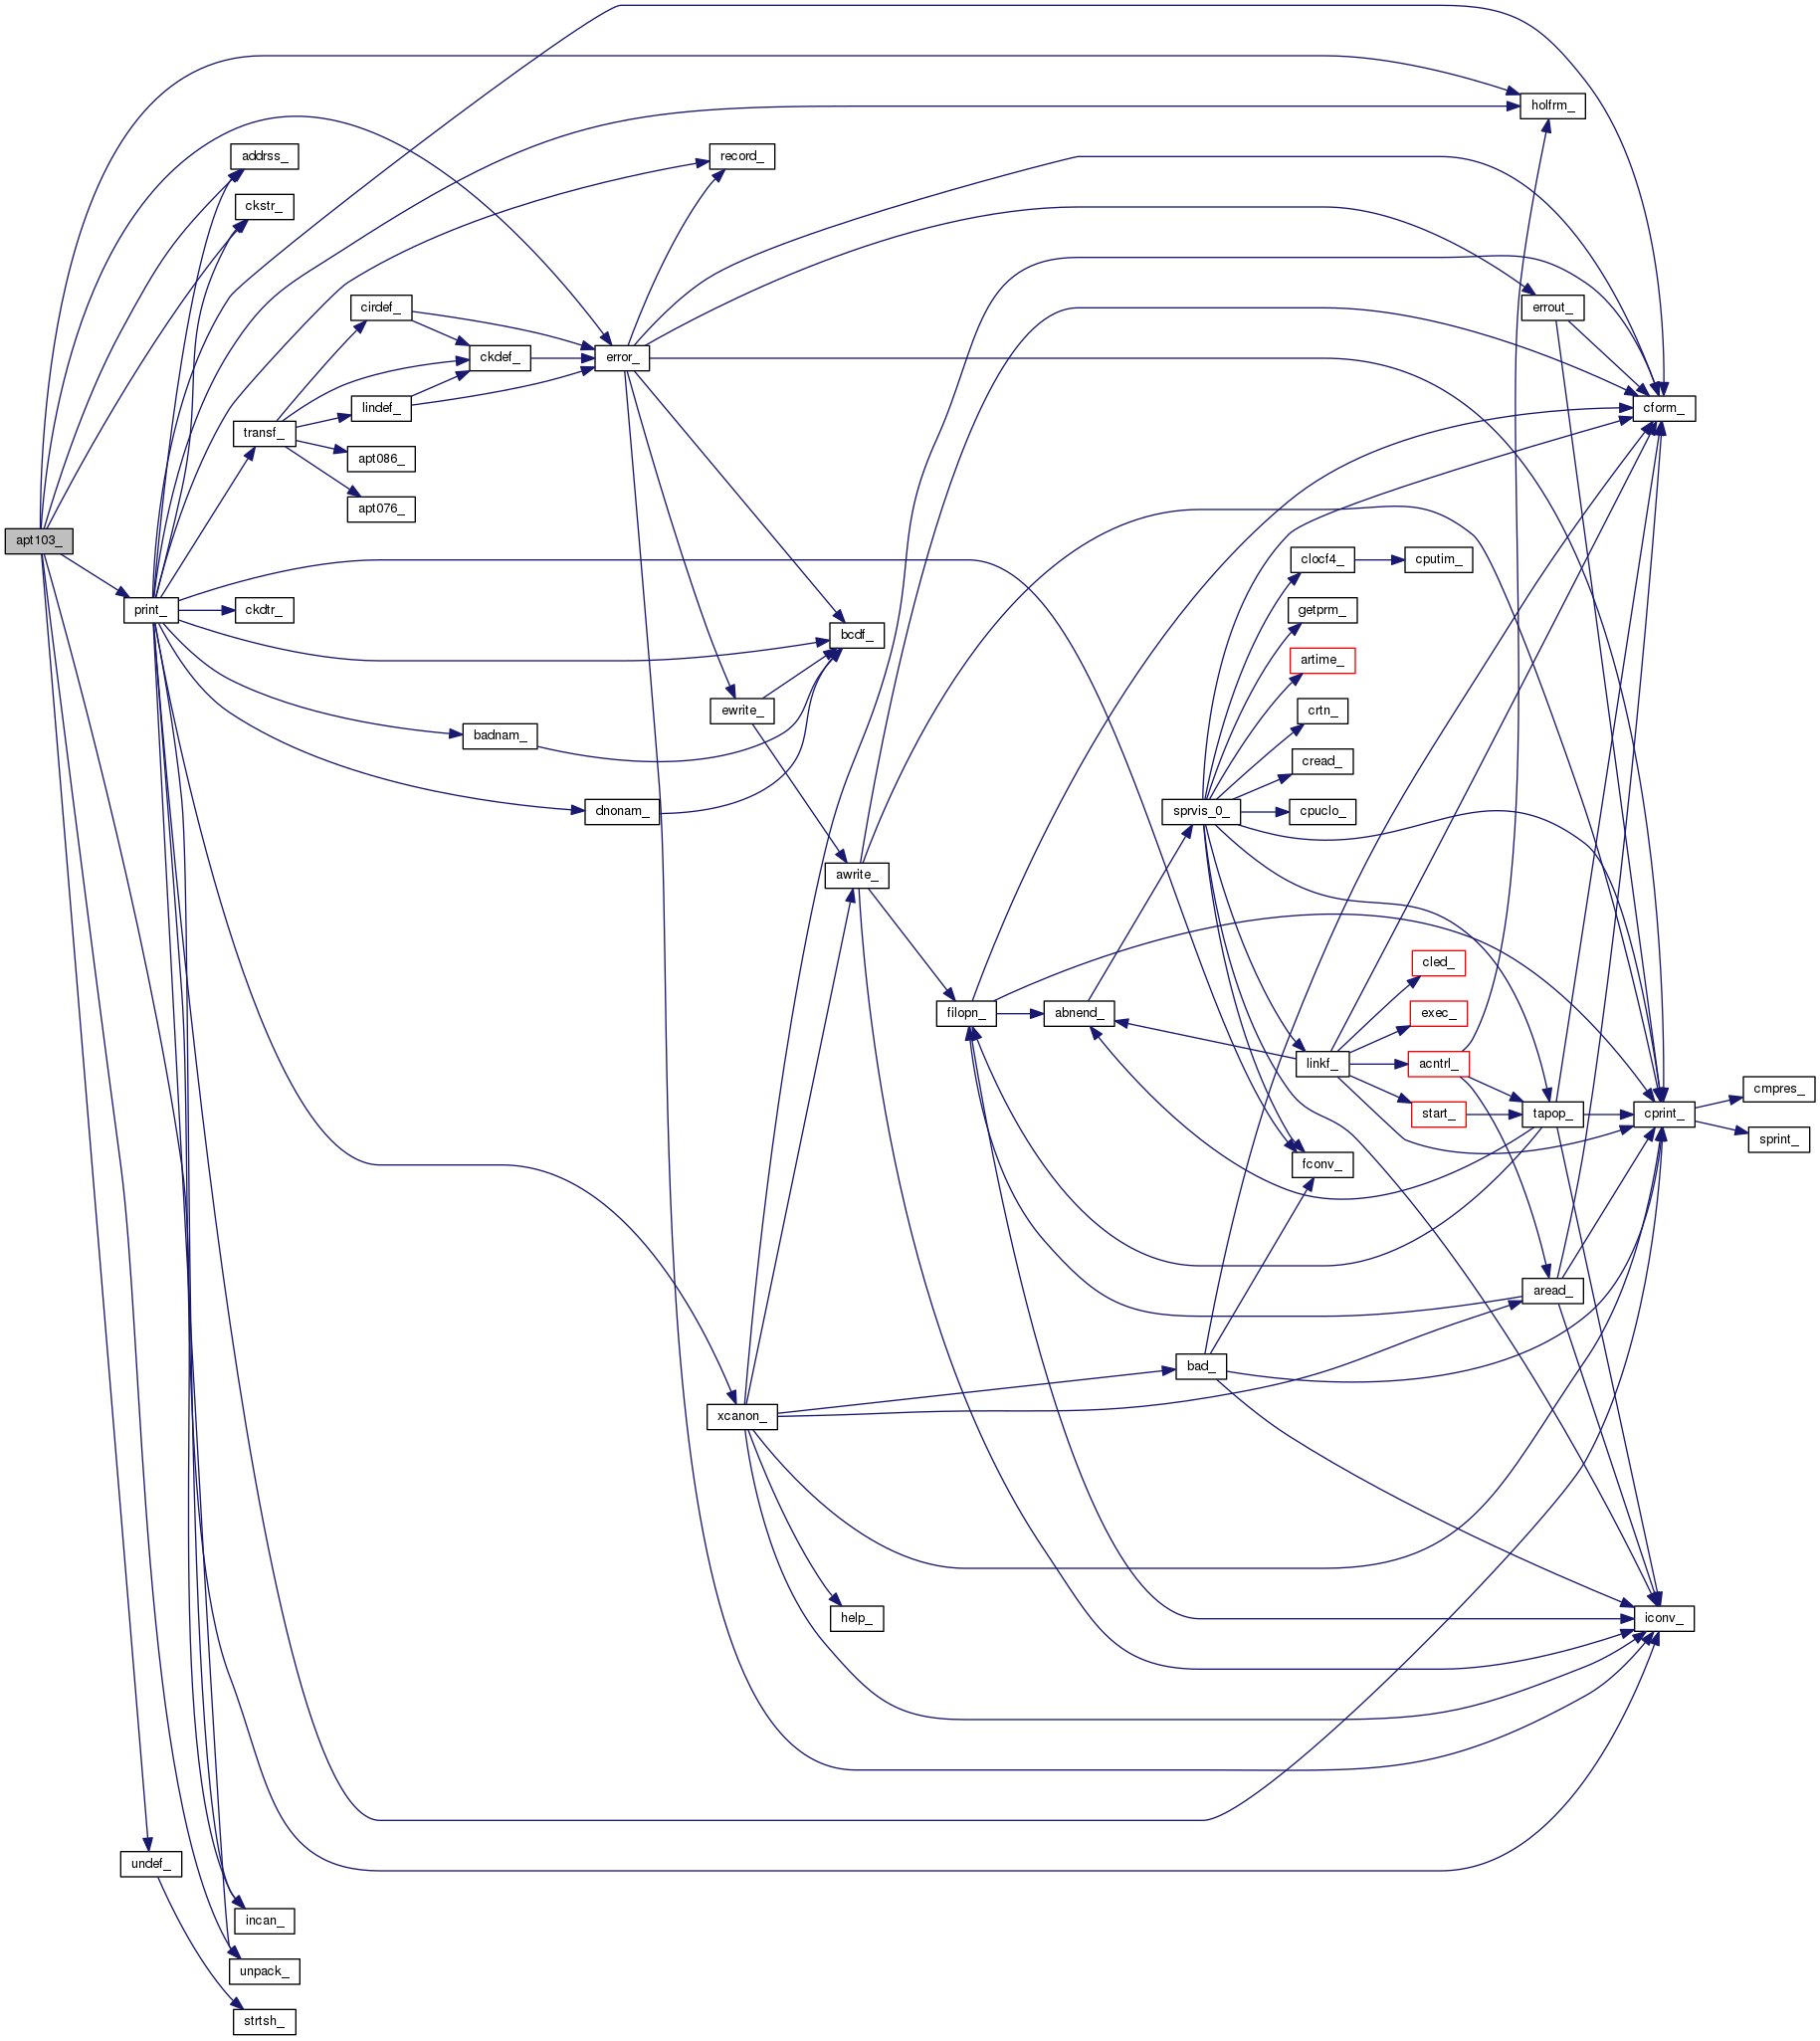 holfrm_
addrss_
record_
ckstr_
cirdef_
errout_
ckdef_
error_
lindef_
cform_
transf_
apt086_
apt076_
apt103_
clocf4_
cputim_
print_
ckdtr_
getprm_
bcdf_
artime_
ewrite_
crtn_
badnam_
cread_
dnonam_
sprvis_0_
cpuclo_
awrite_
cled_
filopn_
abnend_
exec_
linkf_
acntrl_
cmpres_
start_
tapop_
cprint_
sprint_
fconv_
aread_
bad_
xcanon_
help_
iconv_
undef_
incan_
unpack_
strtsh_